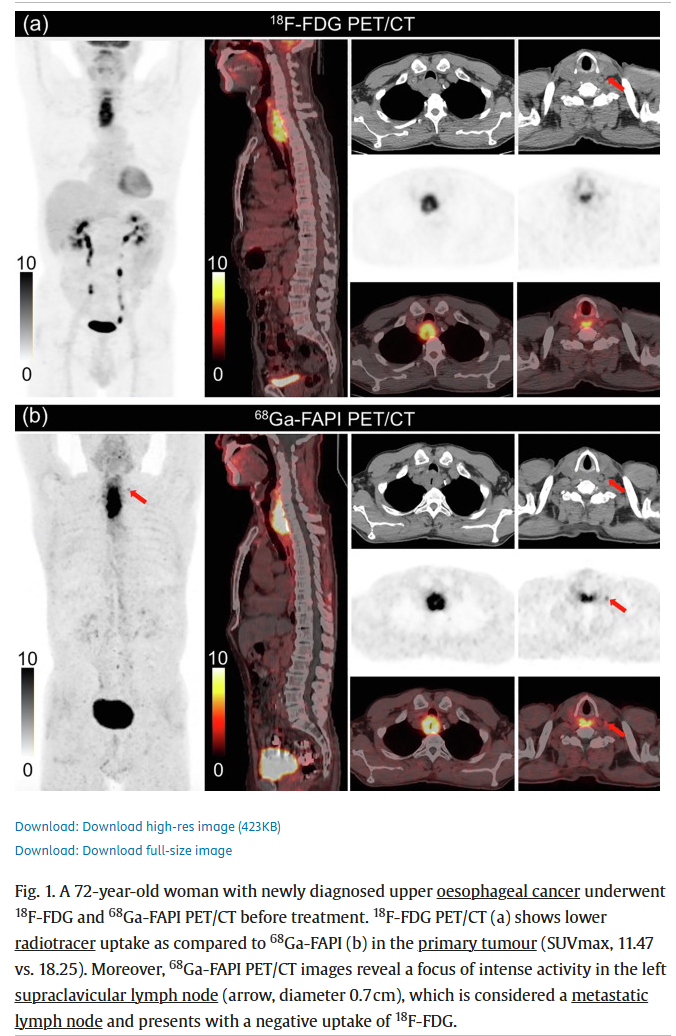 (a) ¹⁸F-FDG PET/CT
10
0
10
0
(b) ⁶⁸Ga-FAPI PET/CT
10
0
10
0
Download: Download high-res image (423KB)
Download: Download full-size image
Fig. 1. A 72-year-old woman with newly diagnosed upper oesophageal cancer underwent
¹⁸F-FDG and ⁶⁸Ga-FAPI PET/CT before treatment. ¹⁸F-FDG PET/CT (a) shows lower
radiotracer uptake as compared to ⁶⁸Ga-FAPI (b) in the primary tumour (SUVmax, 11.47
vs. 18.25). Moreover, ⁶⁸Ga-FAPI PET/CT images reveal a focus of intense activity in the left
supraclavicular lymph node (arrow, diameter 0.7 cm), which is considered a metastatic
lymph node and presents with a negative uptake of ¹⁸F-FDG.